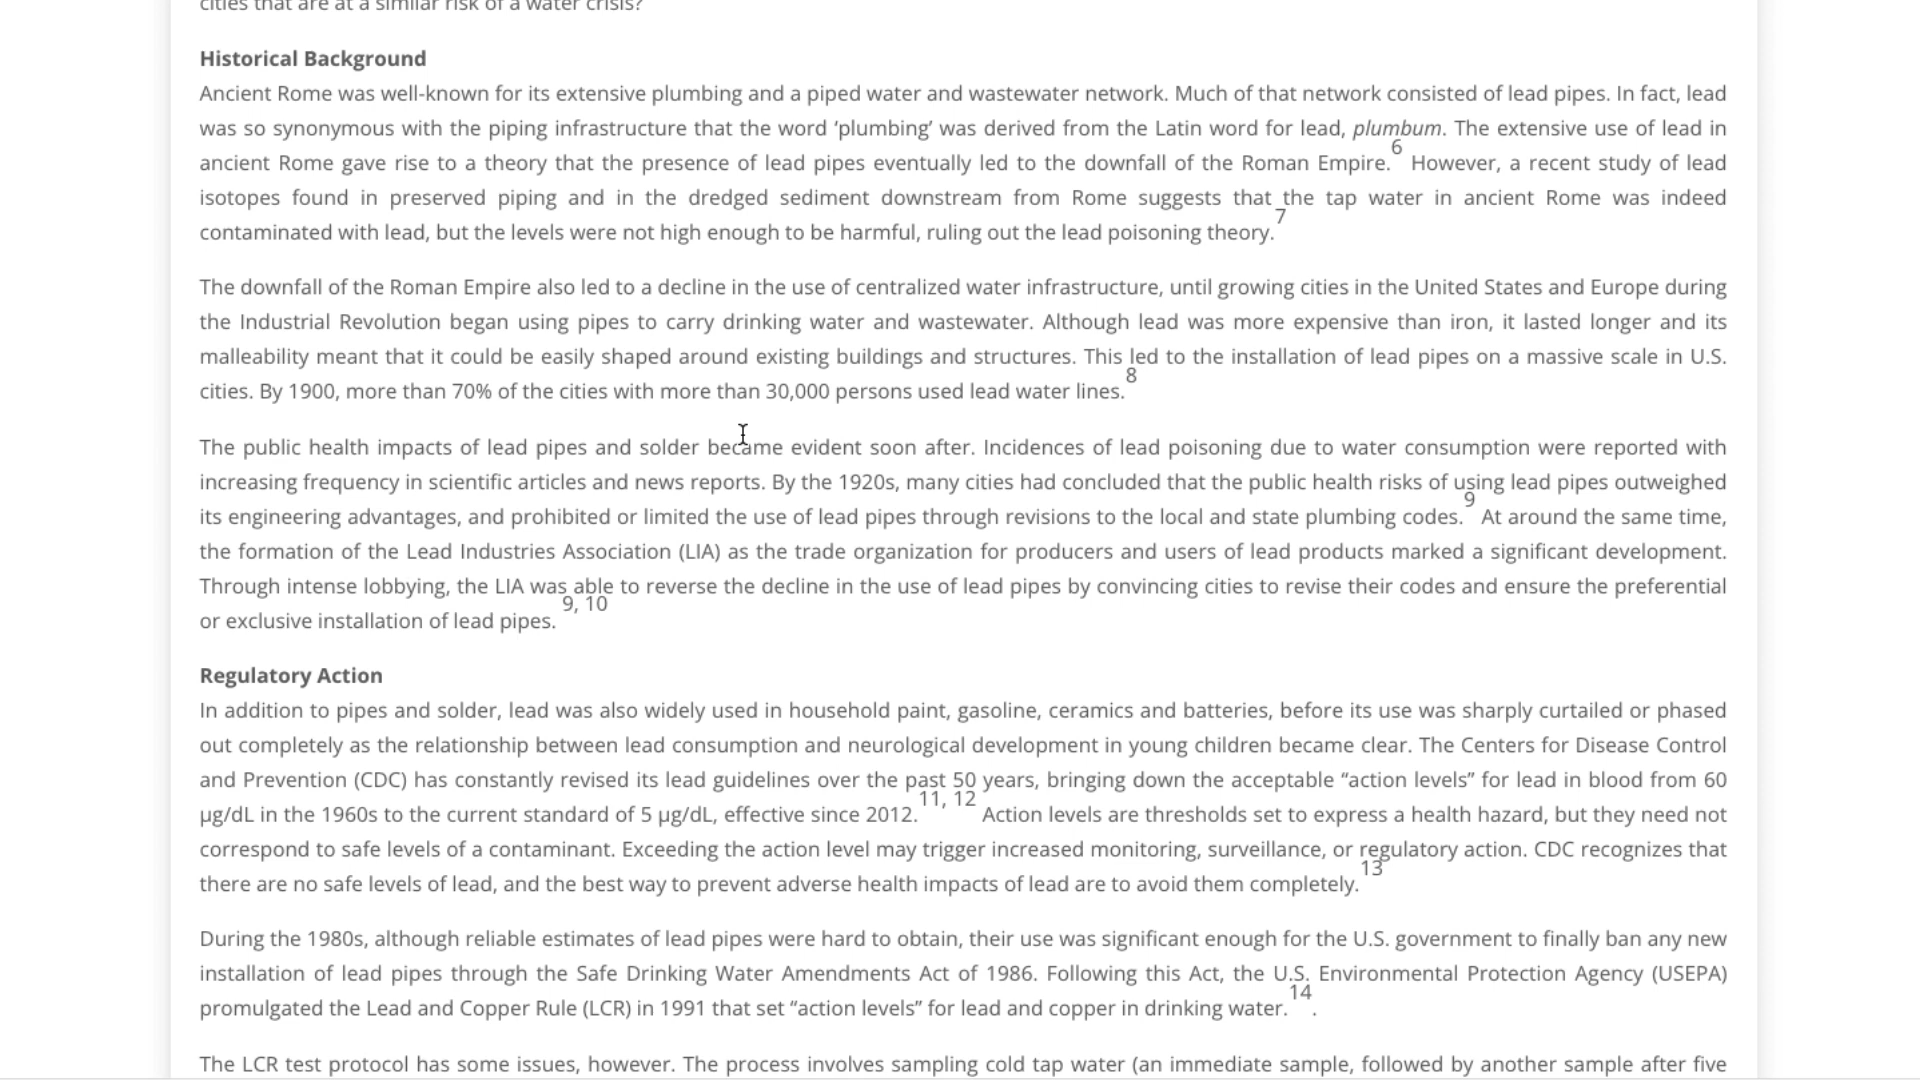 cities that are at a similar risk of a water crisis?
Historical Background
Ancient Rome was well-known for its extensive plumbing and a piped water and wastewater network. Much of that network consisted of lead pipes. In fact, lead
was so synonymous with the piping infrastructure that the word ‘plumbing’ was derived from the Latin word for lead, plumbum. The extensive use of lead in
ancient Rome gave rise to a theory that the presence of lead pipes eventually led to the downfall of the Roman Empire.6 However, a recent study of lead
isotopes found in preserved piping and in the dredged sediment downstream from Rome suggests that the tap water in ancient Rome was indeed
contaminated with lead, but the levels were not high enough to be harmful, ruling out the lead poisoning theory.7
The downfall of the Roman Empire also led to a decline in the use of centralized water infrastructure, until growing cities in the United States and Europe during
the Industrial Revolution began using pipes to carry drinking water and wastewater. Although lead was more expensive than iron, it lasted longer and its
malleability meant that it could be easily shaped around existing buildings and structures. This led to the installation of lead pipes on a massive scale in U.S.
cities. By 1900, more than 70% of the cities with more than 30,000 persons used lead water lines.8
The public health impacts of lead pipes and solder became evident soon after. Incidences of lead poisoning due to water consumption were reported with
increasing frequency in scientific articles and news reports. By the 1920s, many cities had concluded that the public health risks of using lead pipes outweighed
its engineering advantages, and prohibited or limited the use of lead pipes through revisions to the local and state plumbing codes.9 At around the same time,
the formation of the Lead Industries Association (LIA) as the trade organization for producers and users of lead products marked a significant development.
Through intense lobbying, the LIA was able to reverse the decline in the use of lead pipes by convincing cities to revise their codes and ensure the preferential
or exclusive installation of lead pipes. 9, 10
Regulatory Action
In addition to pipes and solder, lead was also widely used in household paint, gasoline, ceramics and batteries, before its use was sharply curtailed or phased
out completely as the relationship between lead consumption and neurological development in young children became clear. The Centers for Disease Control
and Prevention (CDC) has constantly revised its lead guidelines over the past 50 years, bringing down the acceptable “action levels” for lead in blood from 60
µg/dL in the 1960s to the current standard of 5 µg/dL, effective since 2012.11, 12 Action levels are thresholds set to express a health hazard, but they need not
correspond to safe levels of a contaminant. Exceeding the action level may trigger increased monitoring, surveillance, or regulatory action. CDC recognizes that
there are no safe levels of lead, and the best way to prevent adverse health impacts of lead are to avoid them completely.13
During the 1980s, although reliable estimates of lead pipes were hard to obtain, their use was significant enough for the U.S. government to finally ban any new
installation of lead pipes through the Safe Drinking Water Amendments Act of 1986. Following this Act, the U.S. Environmental Protection Agency (USEPA)
promulgated the Lead and Copper Rule (LCR) in 1991 that set “action levels” for lead and copper in drinking water.14.
The LCR test protocol has some issues, however. The process involves sampling cold tap water (an immediate sample, followed by another sample after five